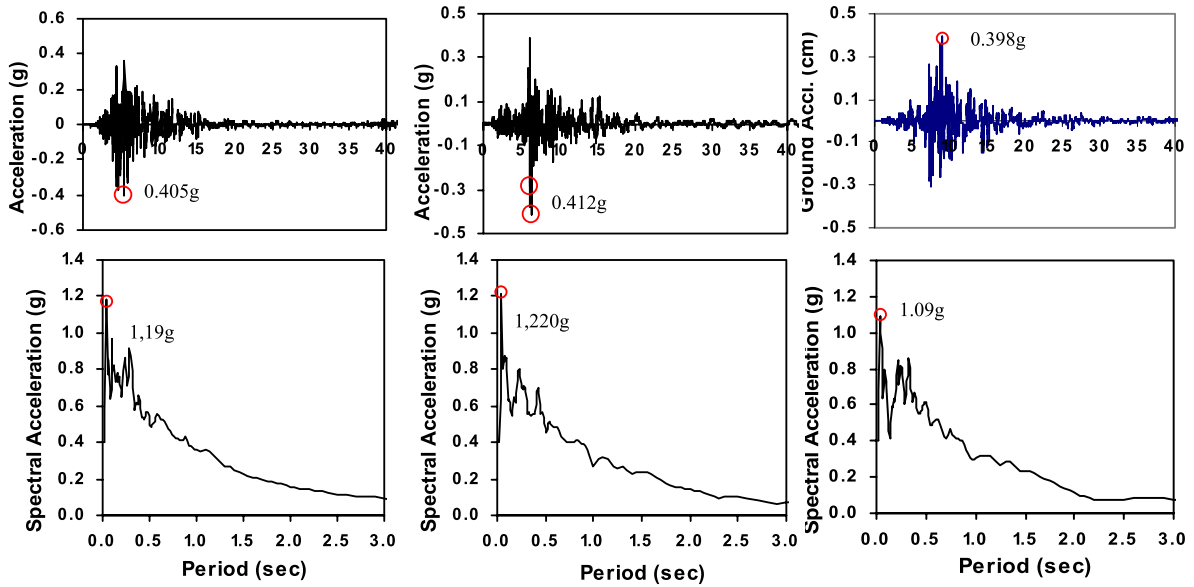 Acceleration (g)
0.6
0.4
0.2
0
-0.2
-0.4
-0.6
0 5 10 15 20 25 30 35 40
0.405g
Acceleration (g)
0.5
0.3
0.1
-0.1
-0.3
-0.5
0 5 10 15 20 25 30 35 40
0.412g
Ground Accl. (cm)
0.5
0.3
0.1
-0.1
-0.3
-0.5
0 5 10 15 20 25 30 35 40
0.398g
Spectral Acceleration (g)
1.4
1.2
1.0
0.8
0.6
0.4
0.2
0.0
0.0 0.5 1.0 1.5 2.0 2.5 3.0
1,19g
Period (sec)
Spectral Acceleration (g)
1.4
1.2
1.0
0.8
0.6
0.4
0.2
0.0
0.0 0.5 1.0 1.5 2.0 2.5 3.0
1,220g
Period (sec)
Spectral Acceleration (g)
1.4
1.2
1.0
0.8
0.6
0.4
0.2
0.0
0.0 0.5 1.0 1.5 2.0 2.5 3.0
1.09g
Period (sec)